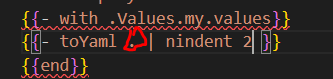 {{- with .Values.my.values}}
{{- toYaml . | nindent 2 }}
{{end}}